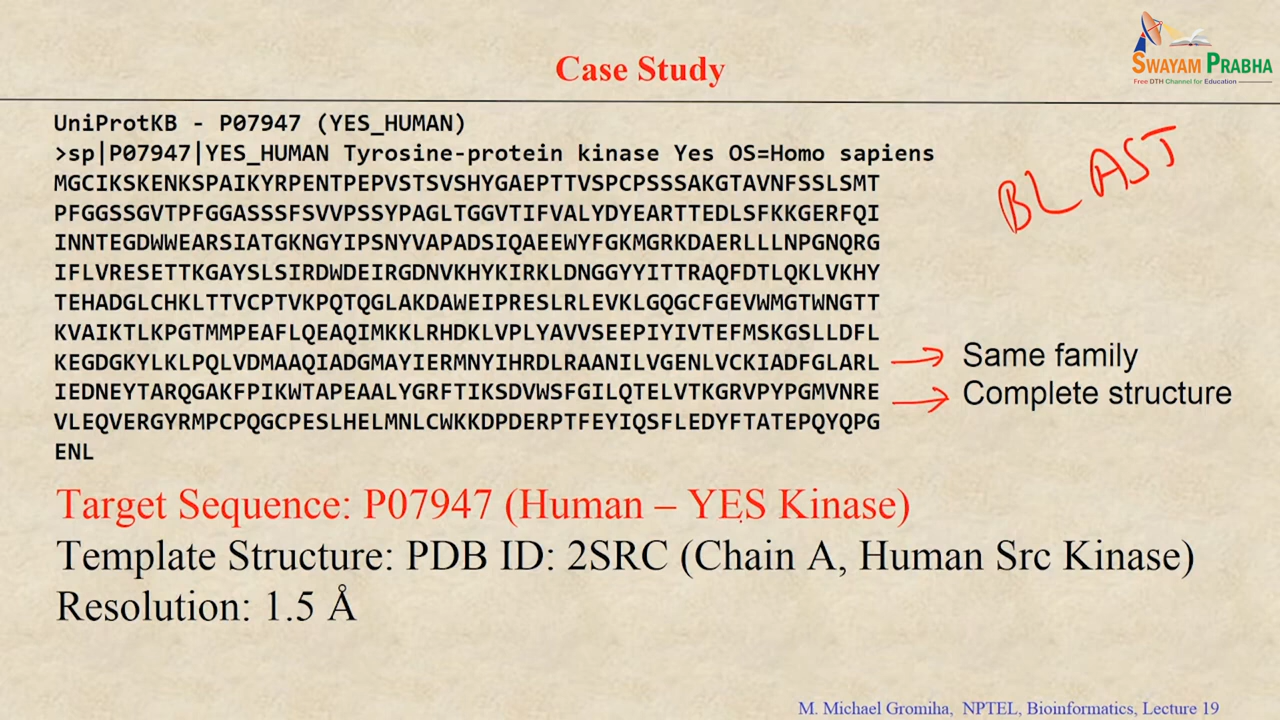 SWAYAM PRABHA
Free DTH Channel for Education
Case Study
UniProtKB - P07947 (YES_HUMAN)
>sp|P07947|YES_HUMAN Tyrosine-protein kinase Yes OS=Homo sapiens
MGCIKSKENKSPAIKYRPENTPEPVSTSVSHYGAEPTTVSPCPSSSAKGTAVNFSSLSMT
PFGGSSGVTPFGGASSSFSVVPSSYPAGLTGGVTIFVALYDYEARTTEDLSFKKGERFQI
INNTEGDWWEARSIATGKNGYIPSNYVAPADSIQAEEWYFGKMGRKDAERLLLNPGNQRG
IFLVRESETTKGAYSLSIRDWDEIRGDNVKHYKIRKLDNGGYYITTRAQFDTLQKLVKHY
TEHADGLCHKLTTVCPTVKPQTQGLAKDAWEIPRESLRLEVKLGQGCFGEVWMGTWNGTT
KVAIKTLKPGTMMPEAFLQEAQIMKKLRHDKLVPLYAVVSEEPIYIVTEFMSKGSLLDFL
KEGDGKYLKLPQLVDMAAQIADGMAYIERMNYIHRDLRAANILVGENLVCKIADFGLARL
IEDNEYTARQGAKFPIKWTAPEAALYGRFTIKSDVWSFGILQTELVTKGRVPYPGMVNRE
VLEQVERGYRMPCPQGCPESLHELMNLCWKKDPDERPTFEYIQSFLEDYFTATEPQYQPG
ENL
BLAST
Same family
Complete structure
Target Sequence: P07947 (Human – YES Kinase)
Template Structure: PDB ID: 2SRC (Chain A, Human Src Kinase)
Resolution: 1.5 Å
M. Michael Gromiha, NPTEL, Bioinformatics, Lecture 19